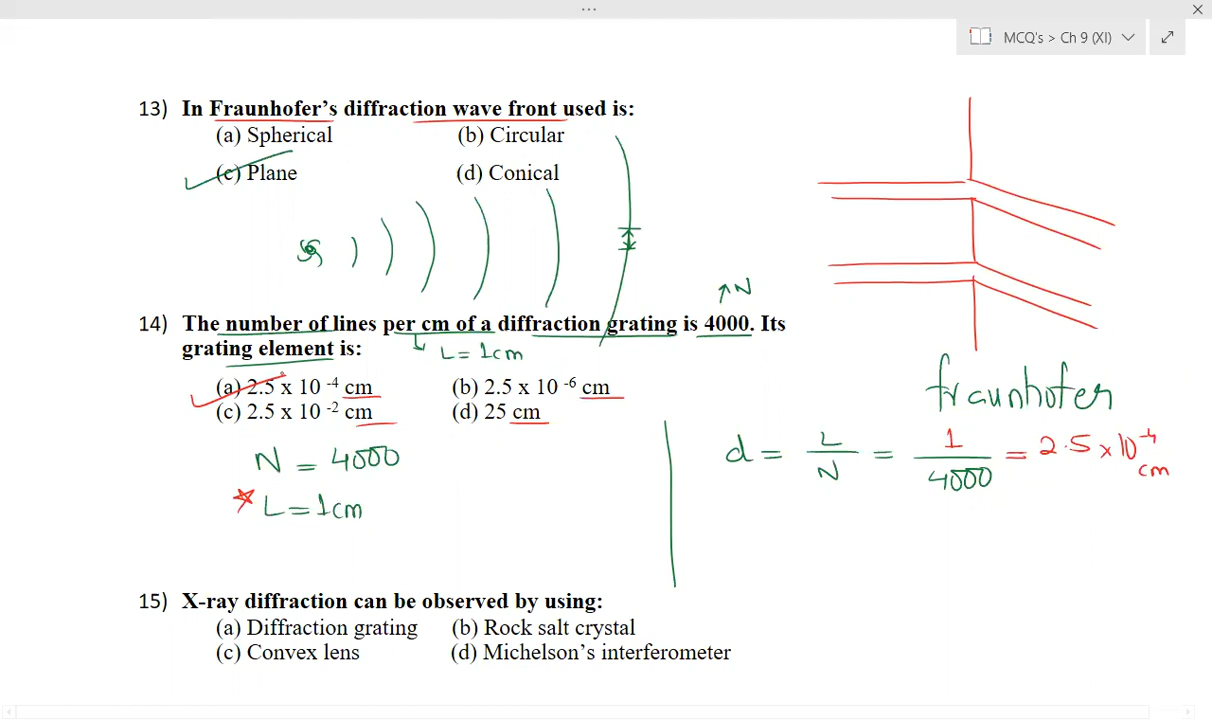 MCQ's > Ch 9 (XI)
13) In Fraunhofer's diffraction wave front used is:
(a) Spherical (b) Circular
(c) Plane (d) Conical
↑N
14) The number of lines per cm of a diffraction grating is 4000. Its
grating element is:
L = 1cm
(a) 2.5 x 10 -4 cm (b) 2.5 x 10 -6 cm
(c) 2.5 x 10 -2 cm (d) 25 cm
fraunhofer
N = 4000
L = 1cm
d = L/N = 1/4000 = 2.5 x 10-4 cm
15) X-ray diffraction can be observed by using:
(a) Diffraction grating (b) Rock salt crystal
(c) Convex lens (d) Michelson's interferometer